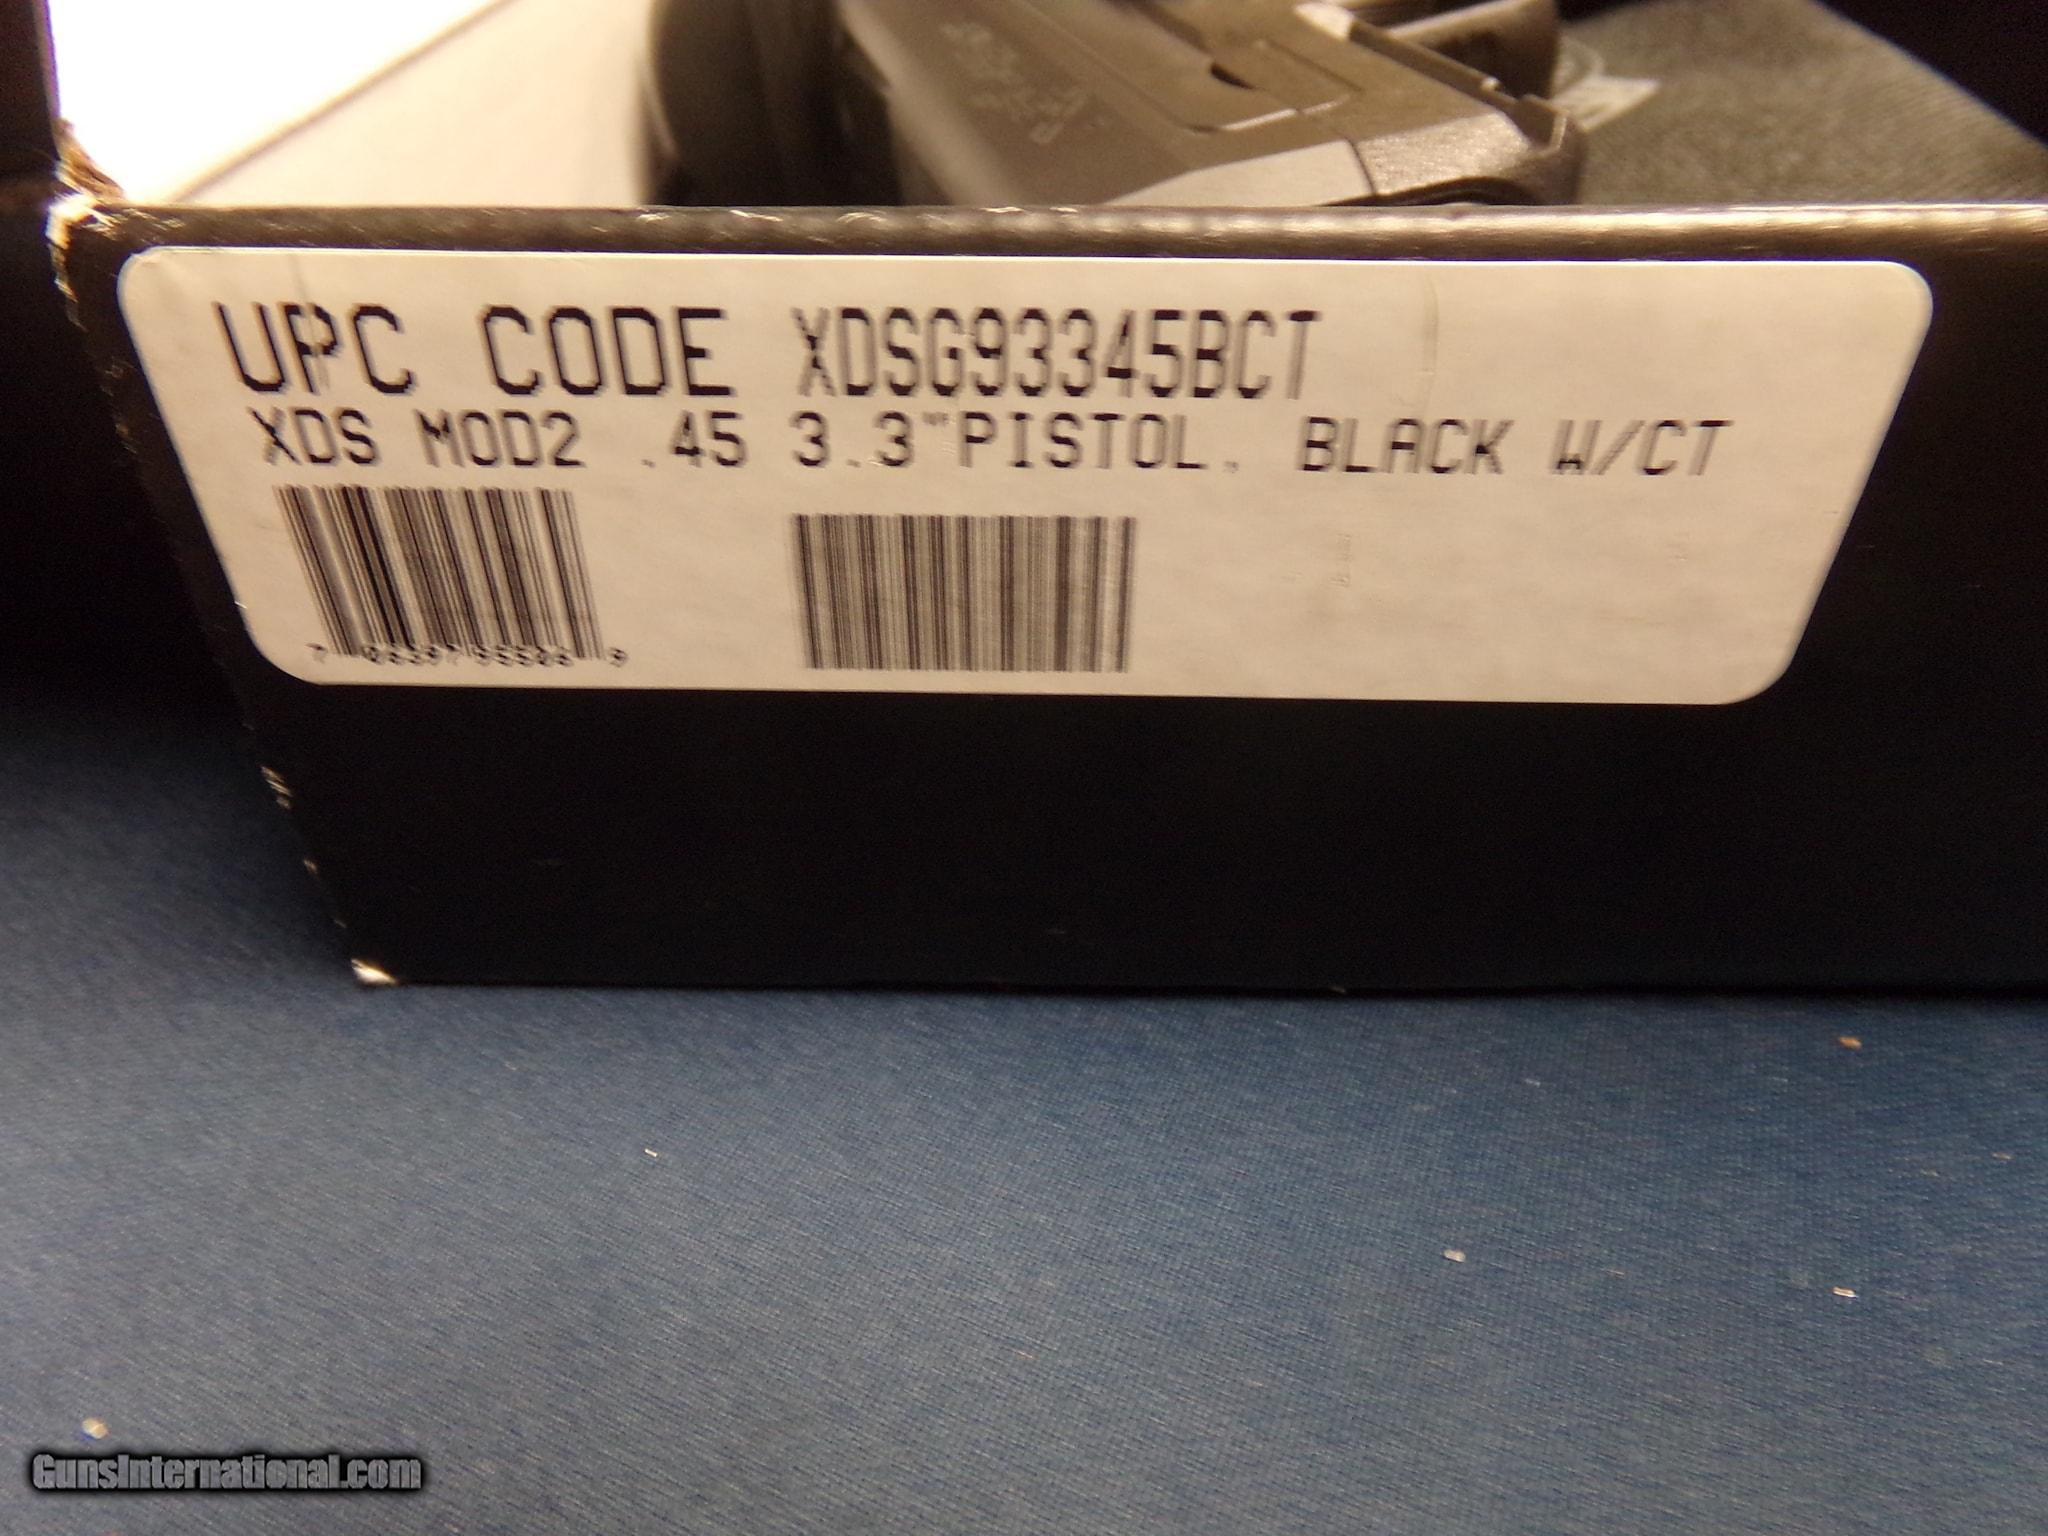 UPC CODE XDSG93345BCT
XDS MOD2 .45 3.3"PISTOL, BLACK W/CT
GunsInternational.com